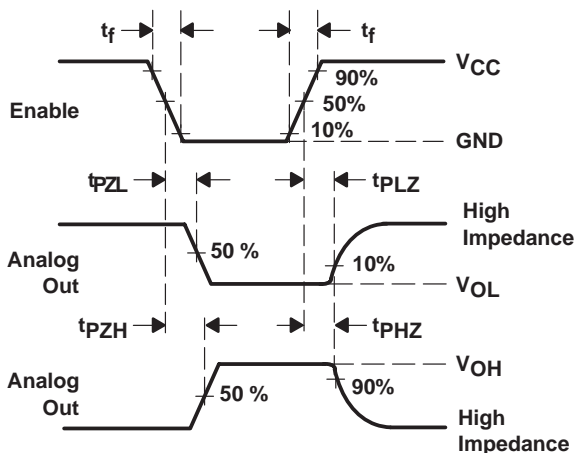 tf
tf
VCC
90%
50%
10%
Enable
GND
tPZL
tPLZ
High
Impedance
50 %
10%
Analog
Out
VOL
tPZH
tPHZ
VOH
Analog
Out
50 %
90%
High
Impedance